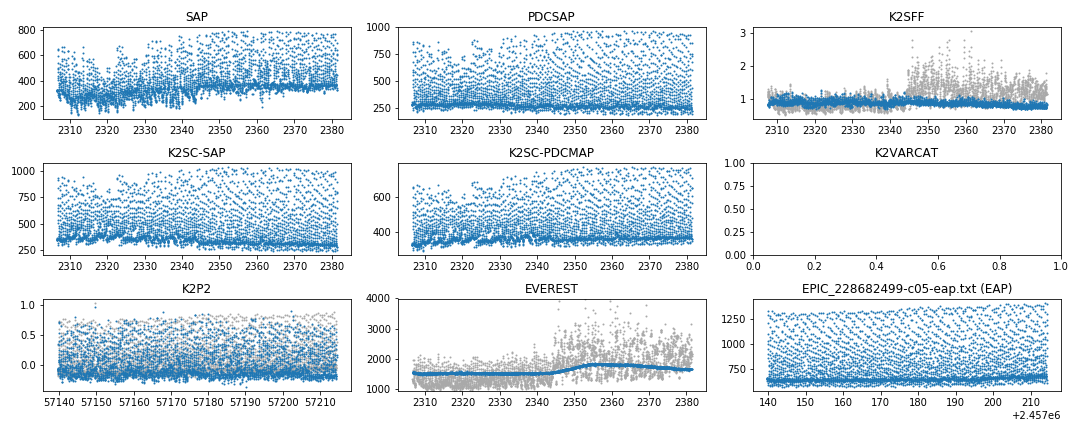 SAP
800
600
400
200
2310 2320 2330 2340 2350 2360 2370 2380
PDCSAP
1000
750
500
250
2310 2320 2330 2340 2350 2360 2370 2380
K2SFF
3
2
1
2310 2320 2330 2340 2350 2360 2370 2380
K2SC-SAP
1000
750
500
250
2310 2320 2330 2340 2350 2360 2370 2380
K2SC-PDCMAP
600
400
2310 2320 2330 2340 2350 2360 2370 2380
K2VARCAT
1.00
0.75
0.50
0.25
0.00
0.0 0.2 0.4 0.6 0.8 1.0
K2P2
1.0
0.5
0.0
57140 57150 57160 57170 57180 57190 57200 57210
EVEREST
4000
3000
2000
1000
2310 2320 2330 2340 2350 2360 2370 2380
EPIC_228682499-c05-eap.txt (EAP)
1250
1000
750
140 150 160 170 180 190 200 210
+2.457e6